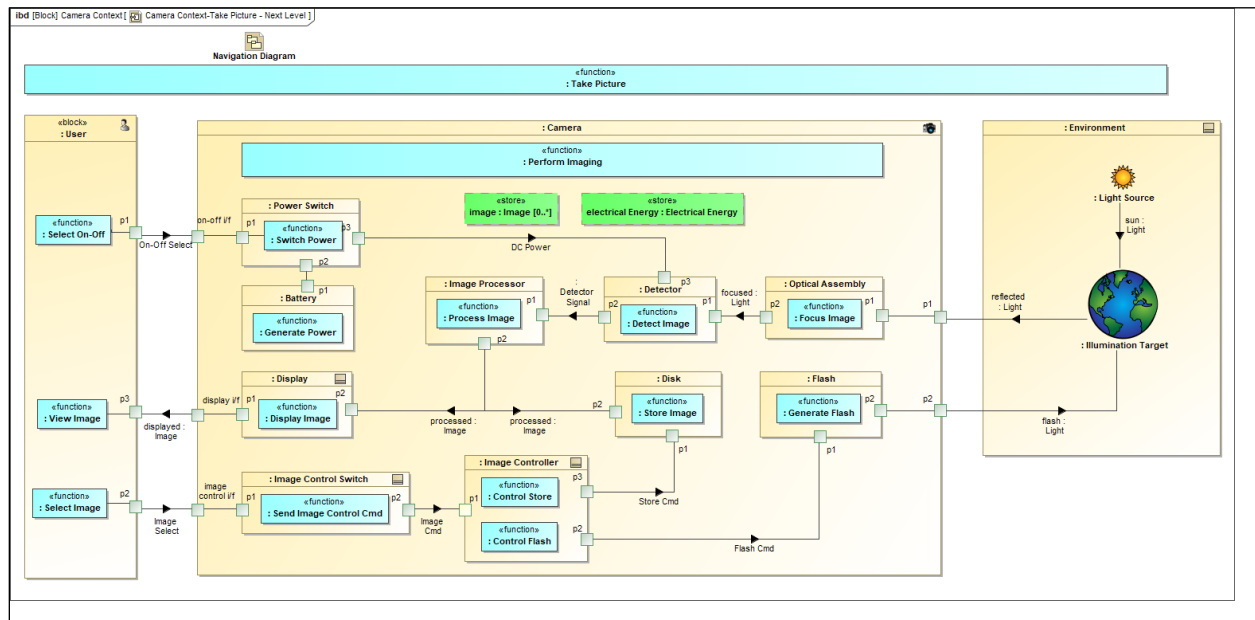 ibd [Block] Camera Context [ Camera Context-Take Picture - Next Level ]
Navigation Diagram
«function»
: Take Picture
«block»
: User
: Camera
: Environment
«function»
: Perform Imaging
: Light Source
sun :
Light
«store»
image : Image [0..*]
«store»
electrical Energy : Electrical Energy
: Power Switch
«function»
: Select On-Off
p1
On-Off Select
on-off i/f
p1
«function»
: Switch Power
p3
DC Power
p2
p1
: Battery
«function»
: Generate Power
: Image Processor
«function»
: Process Image
p1
p2
:
Detector
Signal
: Detector
p3
p2
p1
«function»
: Detect Image
focused :
Light
: Optical Assembly
p2
«function»
: Focus Image
p1
p1
reflected
: Light
: Illumination Target
: Display
«function»
: View Image
p3
displayed :
Image
display i/f
p1
«function»
: Display Image
p2
processed :
Image
processed :
Image
: Disk
p2
«function»
: Store Image
p1
: Flash
«function»
: Generate Flash
p2
p1
p2
flash :
Light
«function»
: Select Image
p2
Image
Select
image
control i/f
: Image Control Switch
p1
«function»
: Send Image Control Cmd
p2
Image
Cmd
: Image Controller
p1
«function»
: Control Store
p3
Store Cmd
«function»
: Control Flash
p2
Flash Cmd